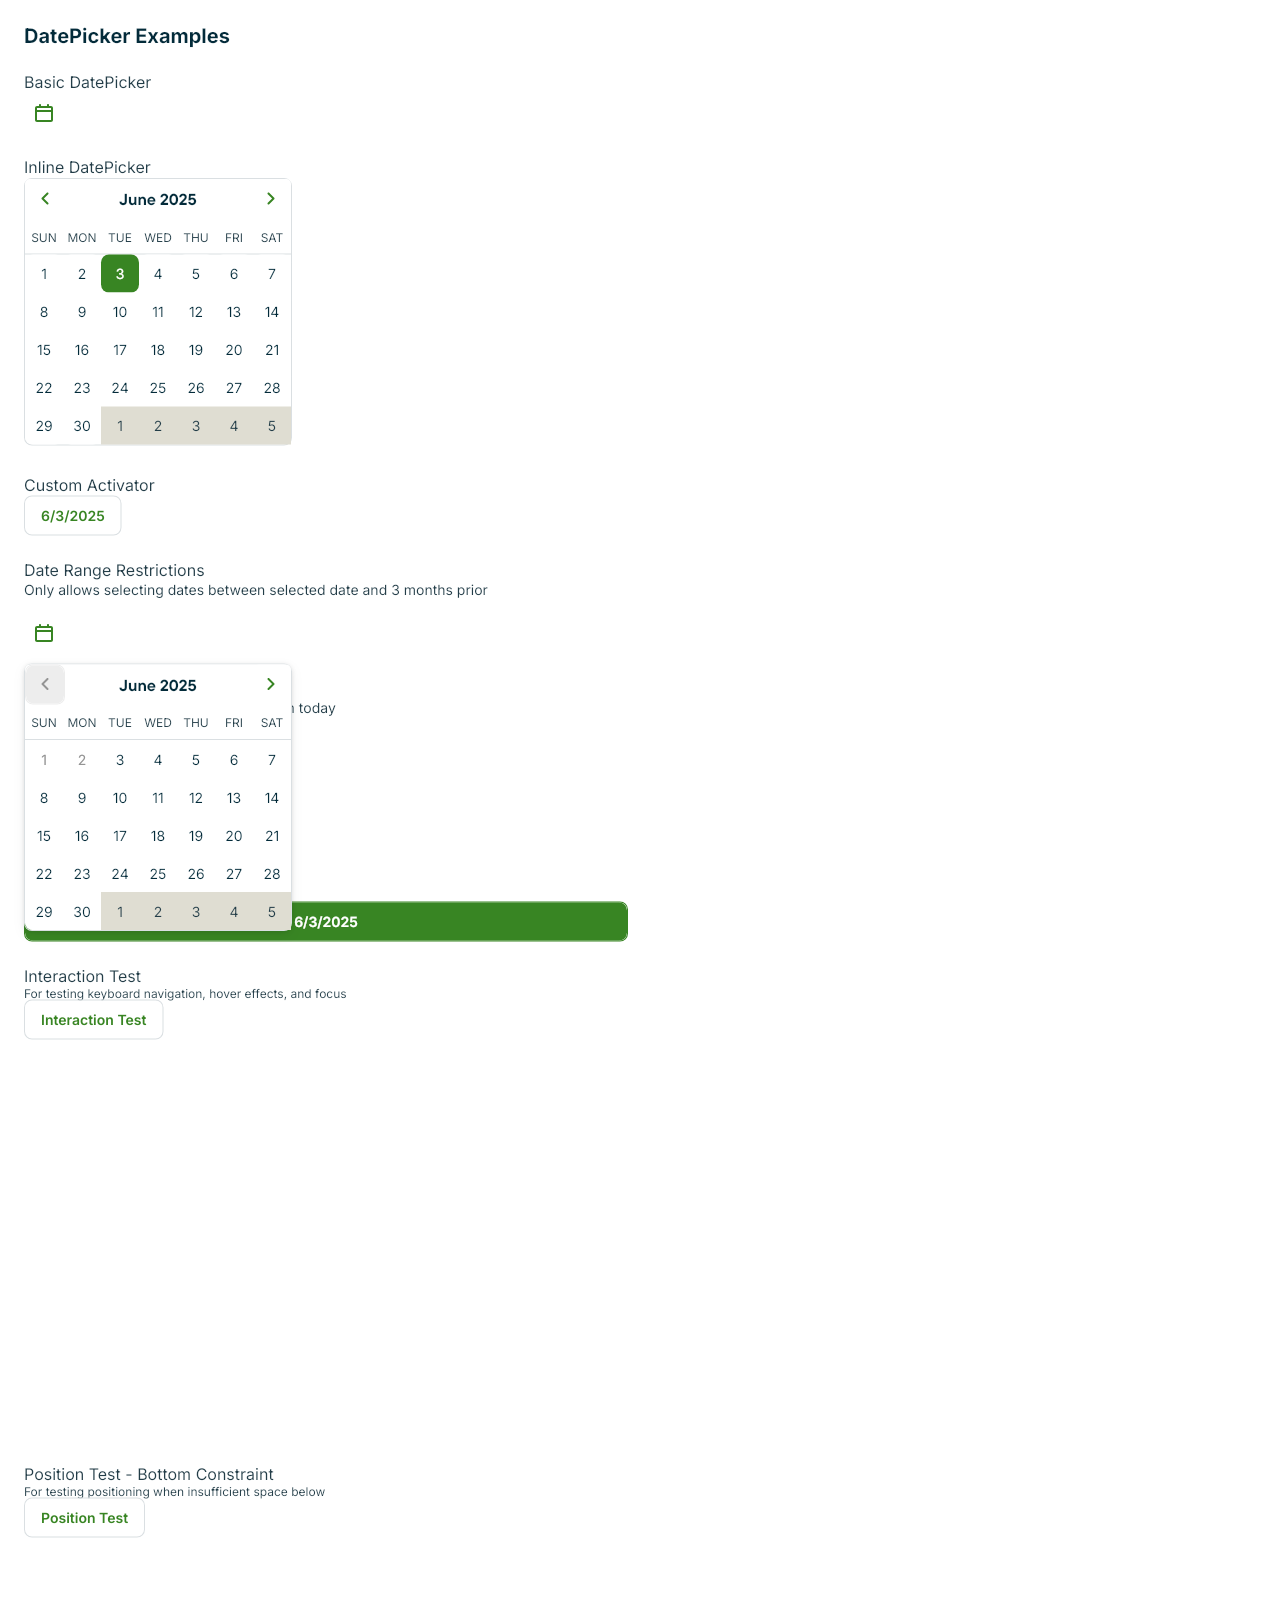 DatePicker Examples
Basic DatePicker
Inline DatePicker
June 2025
SUN MON TUE WED THU FRI SAT
1 2 3 4 5 6 7
8 9 10 11 12 13 14
15 16 17 18 19 20 21
22 23 24 25 26 27 28
29 30 1 2 3 4 5
Custom Activator
6/3/2025
Date Range Restrictions
Only allows selecting dates between selected date and 3 months prior
June 2025
today
SUN MON TUE WED THU FRI SAT
1 2 3 4 5 6 7
8 9 10 11 12 13 14
15 16 17 18 19 20 21
22 23 24 25 26 27 28
29 30 1 2 3 4 5
6/3/2025
Interaction Test
For testing keyboard navigation, hover effects, and focus
Interaction Test
Position Test - Bottom Constraint
For testing positioning when insufficient space below
Position Test